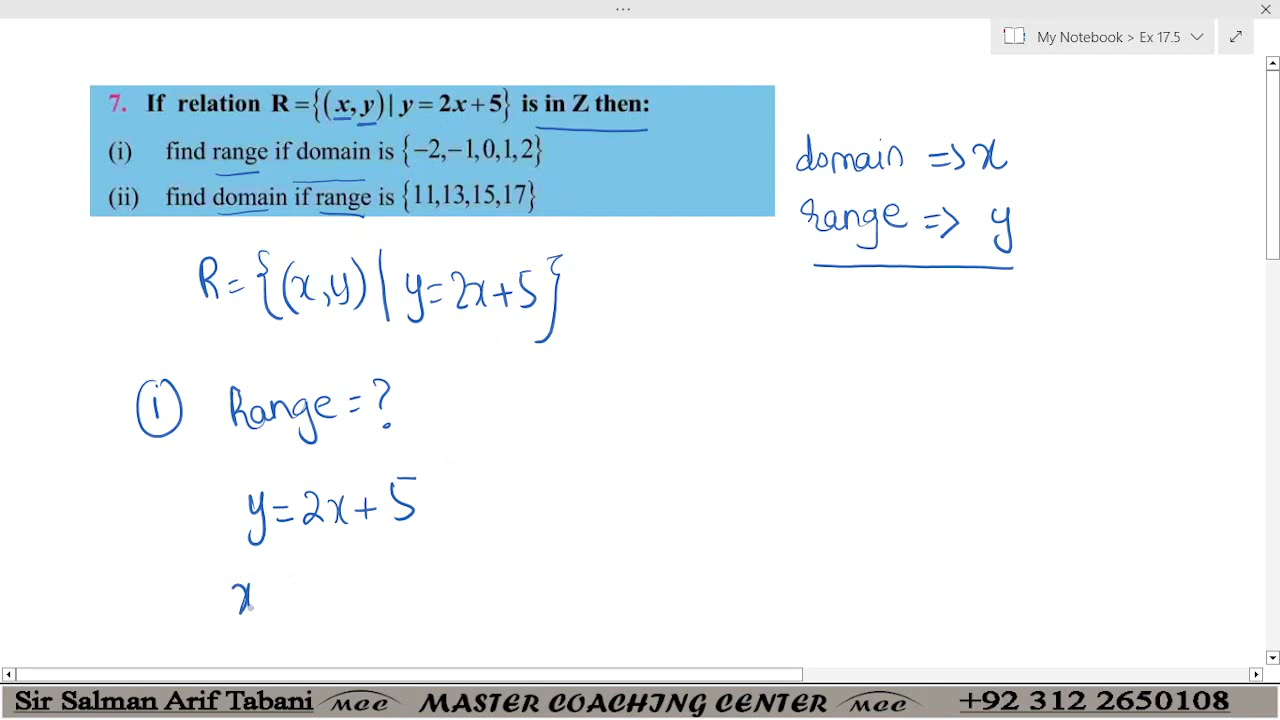 My Notebook > Ex 17.5
7. If relation R = {(x, y) | y = 2x + 5} is in Z then:
(i) find range if domain is {−2, −1, 0, 1, 2}
(ii) find domain if range is {11, 13, 15, 17}
domain => x
range => y
R = {(x, y) | y = 2x + 5}
(i) Range = ?
y = 2x + 5
x
Sir Salman Arif Tabani mcc MASTER COACHING CENTER mcc +92 312 2650108